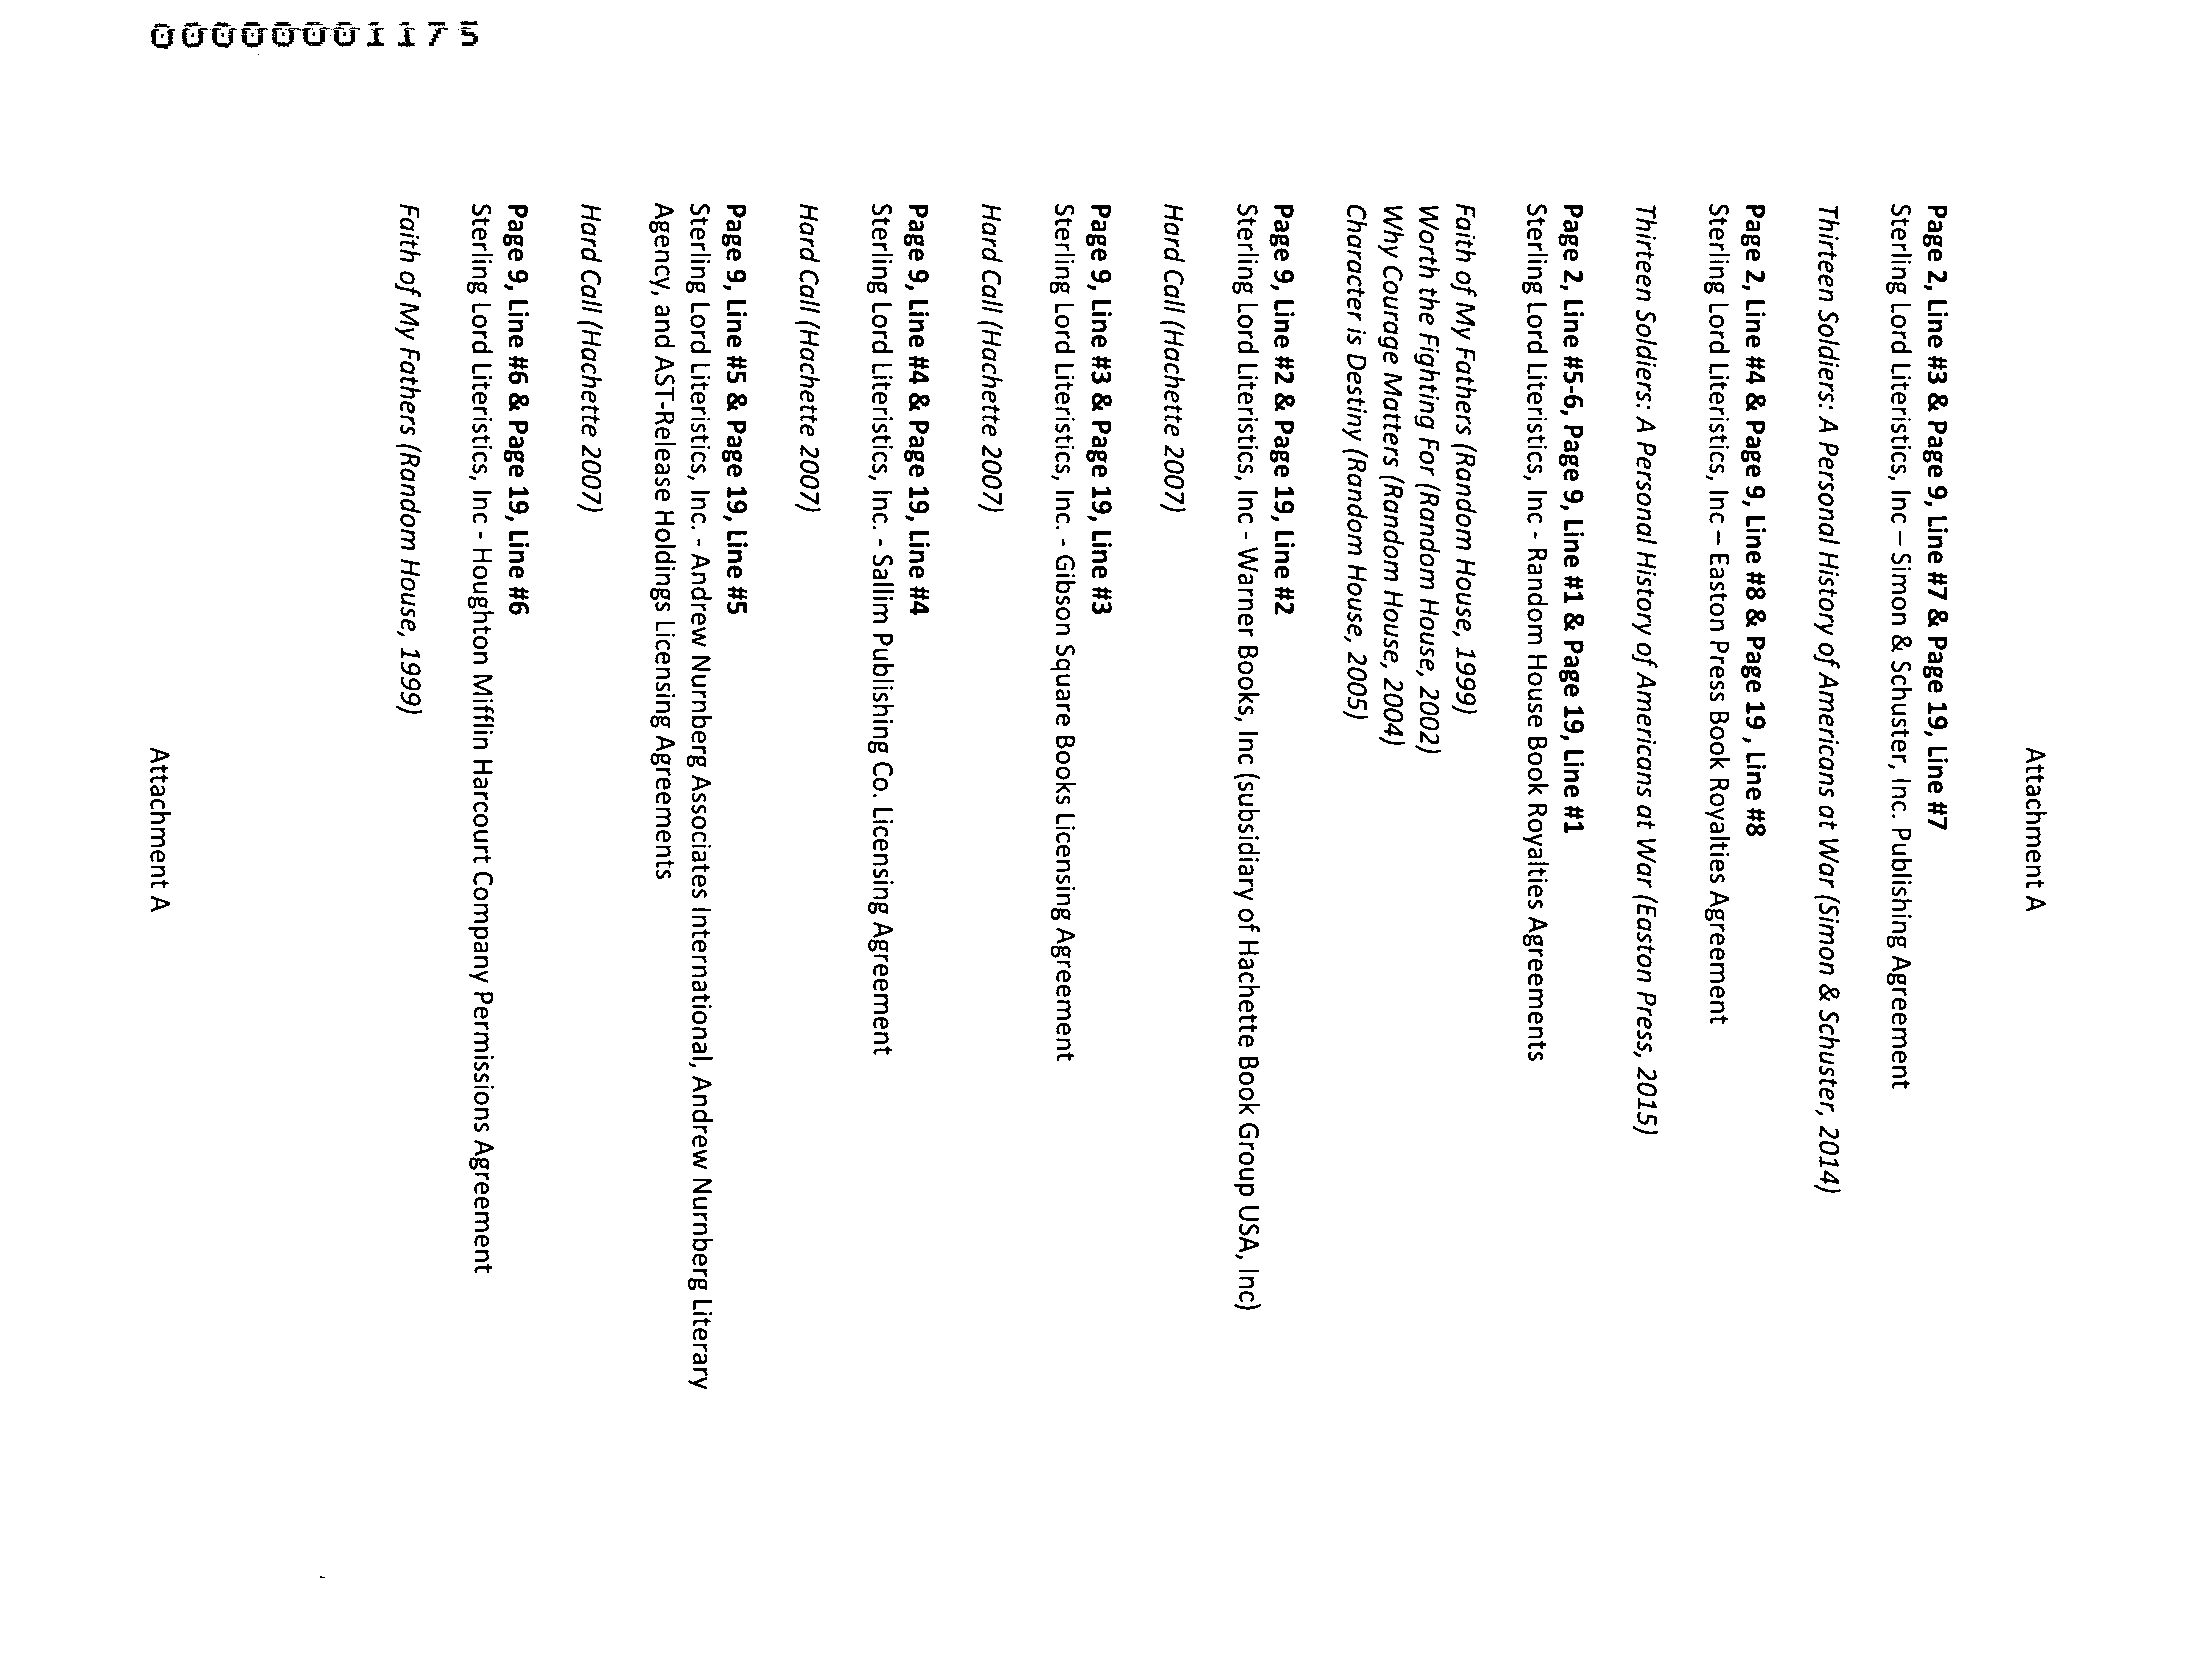 Attachment A
Page 2, Line #3 & Page 9, Line #7 & Page 19, Line #7
Sterling Lord Literistics, Inc – Simon & Schuster, Inc. Publishing Agreement
Thirteen Soldiers: A Personal History of Americans at War (Simon & Schuster, 2014)
Page 2, Line #4 & Page 9, Line #8 & Page 19 , Line #8
Sterling Lord Literistics, Inc – Easton Press Book Royalties Agreement
Thirteen Soldiers: A Personal History of Americans at War (Easton Press, 2015)
Page 2, Line #5-6, Page 9, Line #1 & Page 19, Line #1
Sterling Lord Literistics, Inc - Random House Book Royalties Agreements
Faith of My Fathers (Random House, 1999)
Worth the Fighting For (Random House, 2002)
Why Courage Matters (Random House, 2004)
Character is Destiny (Random House, 2005)
Page 9, Line #2 & Page 19, Line #2
Sterling Lord Literistics, Inc - Warner Books, Inc (subsidiary of Hachette Book Group USA, Inc)
Hard Call (Hachette 2007)
Page 9, Line #3 & Page 19, Line #3
Sterling Lord Literistics, Inc. - Gibson Square Books Licensing Agreement
Hard Call (Hachette 2007)
Page 9, Line #4 & Page 19, Line #4
Sterling Lord Literistics, Inc. - Sallim Publishing Co. Licensing Agreement
Hard Call (Hachette 2007)
Page 9, Line #5 & Page 19, Line #5
Sterling Lord Literistics, Inc. - Andrew Nurnberg Associates International, Andrew Nurnberg Literary
Agency, and AST-Release Holdings Licensing Agreements
Hard Call (Hachette 2007)
Page 9, Line #6 & Page 19, Line #6
Sterling Lord Literistics, Inc - Houghton Mifflin Harcourt Company Permissions Agreement
Faith of My Fathers (Random House, 1999)
Attachment A
00000001175